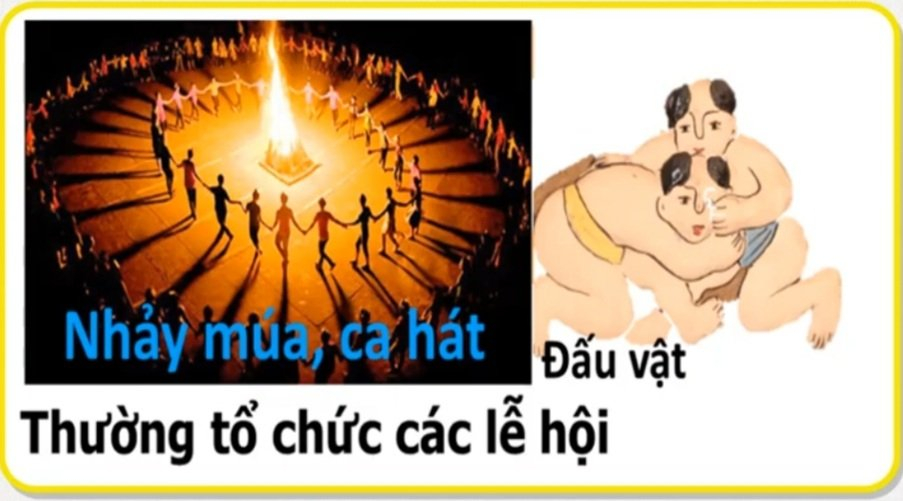 Nhảy múa, ca hát
Đấu vật
Thường tổ chức các lễ hội